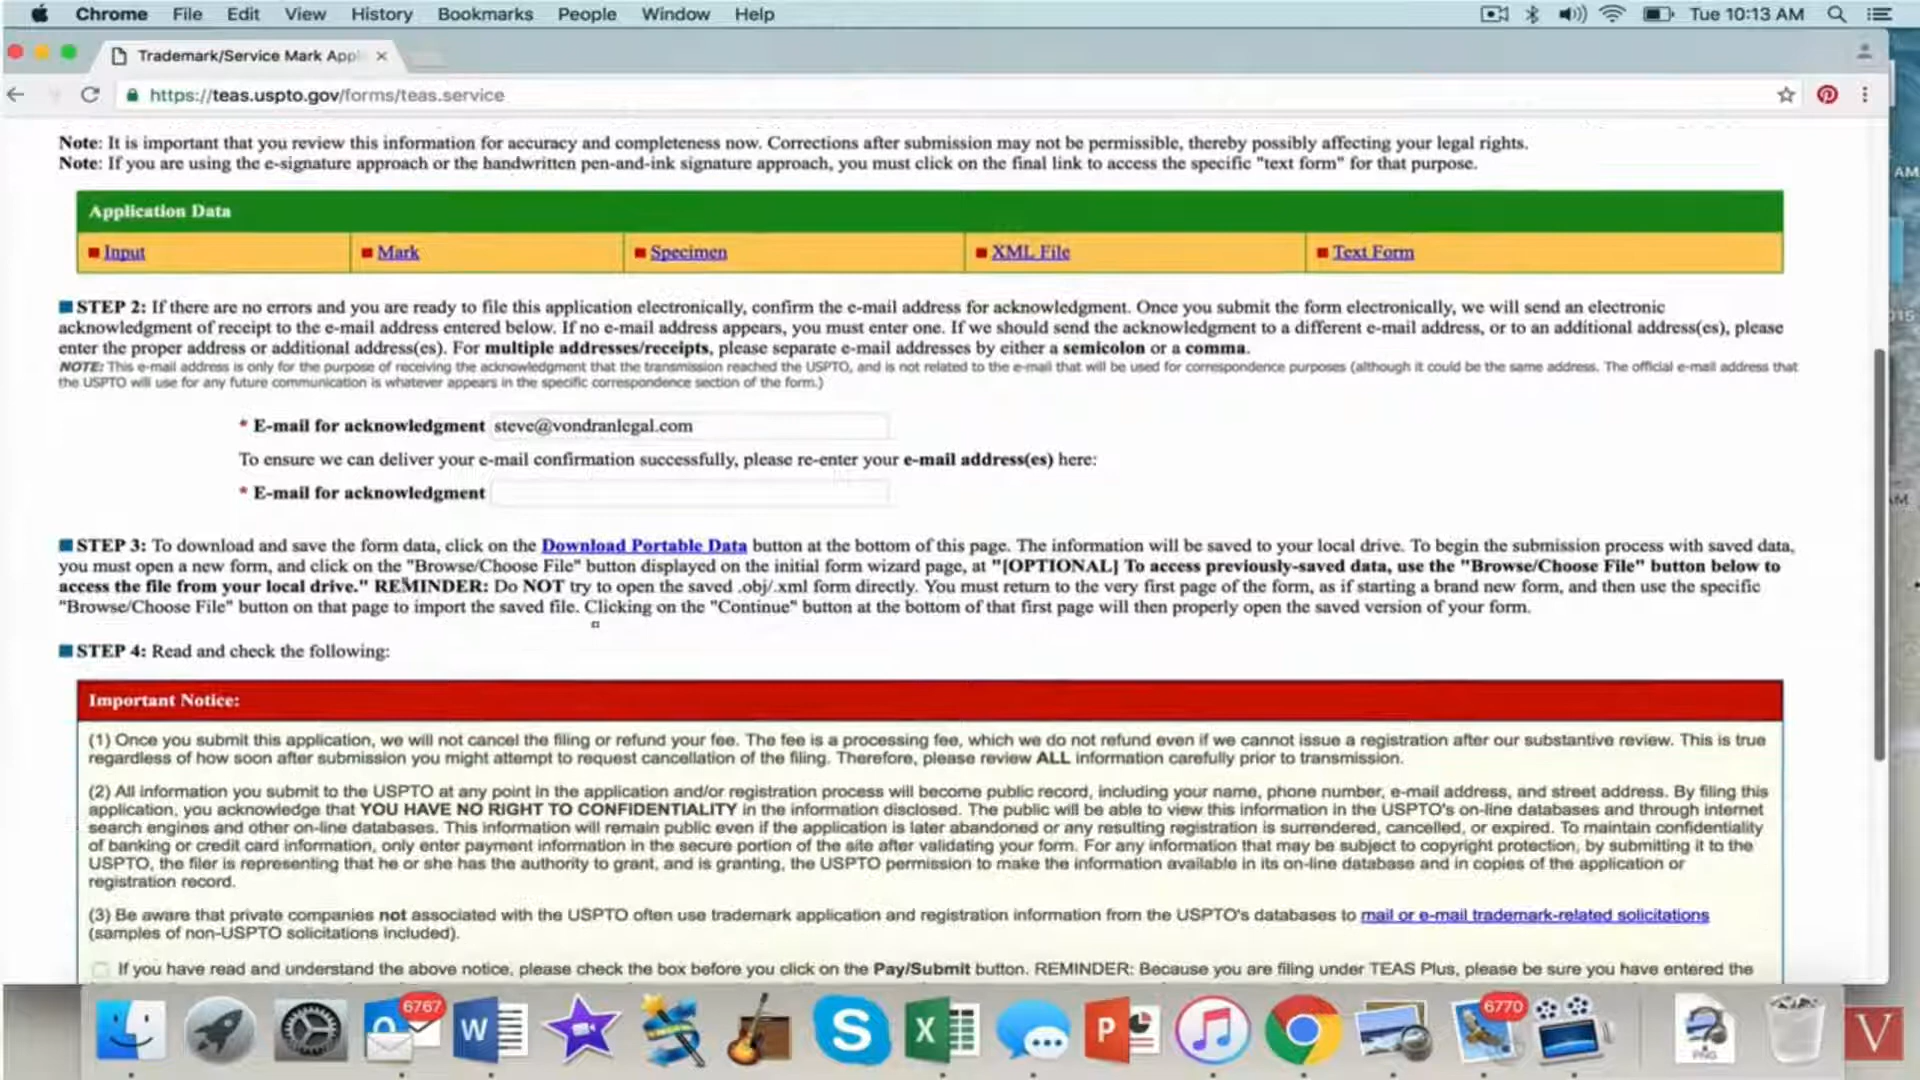 Chrome File Edit View History Bookmarks People Window Help Tue 10:13 AM
Trademark/Service Mark App
https://teas.uspto.gov/forms/teas.service
Note: It is important that you review this information for accuracy and completeness now. Corrections after submission may not be permissible, thereby possibly affecting your legal rights.
Note: If you are using the e-signature approach or the handwritten pen-and-ink signature approach, you must click on the final link to access the specific "text form" for that purpose.
Application Data
Input Mark Specimen XML File Text Form
STEP 2: If there are no errors and you are ready to file this application electronically, confirm the e-mail address for acknowledgment. Once you submit the form electronically, we will send an electronic
acknowledgment of receipt to the e-mail address entered below. If no e-mail address appears, you must enter one. If we should send the acknowledgment to a different e-mail address, or to an additional address(es), please
enter the proper address or additional address(es). For multiple addresses/receipts, please separate e-mail addresses by either a semicolon or a comma.
NOTE: This e-mail address is only for the purpose of receiving the acknowledgment that the transmission reached the USPTO, and is not related to the e-mail that will be used for correspondence purposes (although it could be the same address. The official e-mail address that
the USPTO will use for any future communication is whatever appears in the specific correspondence section of the form.)
* E-mail for acknowledgment steve@vondranlegal.com
To ensure we can deliver your e-mail confirmation successfully, please re-enter your e-mail address(es) here:
* E-mail for acknowledgment
STEP 3: To download and save the form data, click on the Download Portable Data button at the bottom of this page. The information will be saved to your local drive. To begin the submission process with saved data,
you must open a new form, and click on the "Browse/Choose File" button displayed on the initial form wizard page, at "[OPTIONAL] To access previously-saved data, use the "Browse/Choose File" button below to
access the file from your local drive." REMINDER: Do NOT try to open the saved .obj/.xml form directly. You must return to the very first page of the form, as if starting a brand new form, and then use the specific
"Browse/Choose File" button on that page to import the saved file. Clicking on the "Continue" button at the bottom of that first page will then properly open the saved version of your form.
STEP 4: Read and check the following:
Important Notice:
(1) Once you submit this application, we will not cancel the filing or refund your fee. The fee is a processing fee, which we do not refund even if we cannot issue a registration after our substantive review. This is true
regardless of how soon after submission you might attempt to request cancellation of the filing. Therefore, please review ALL information carefully prior to transmission.
(2) All information you submit to the USPTO at any point in the application and/or registration process will become public record, including your name, phone number, e-mail address, and street address. By filing this
application, you acknowledge that YOU HAVE NO RIGHT TO CONFIDENTIALITY in the information disclosed. The public will be able to view this information in the USPTO's on-line databases and through internet
search engines and other on-line databases. This information will remain public even if the application is later abandoned or any resulting registration is surrendered, cancelled, or expired. To maintain confidentiality
of banking or credit card information, only enter payment information in the secure portion of the site after validating your form. For any information that may be subject to copyright protection, by submitting it to the
USPTO, the filer is representing that he or she has the authority to grant, and is granting, the USPTO permission to make the information available in its on-line database and in copies of the application or
registration record.
(3) Be aware that private companies not associated with the USPTO often use trademark application and registration information from the USPTO's databases to mail or e-mail trademark-related solicitations
(samples of non-USPTO solicitations included).
If you have read and understand the above notice, please check the box before you click on the Pay/Submit button. REMINDER: Because you are filing under TEAS Plus, please be sure you have entered the
AM
6767
6770
PNG
V